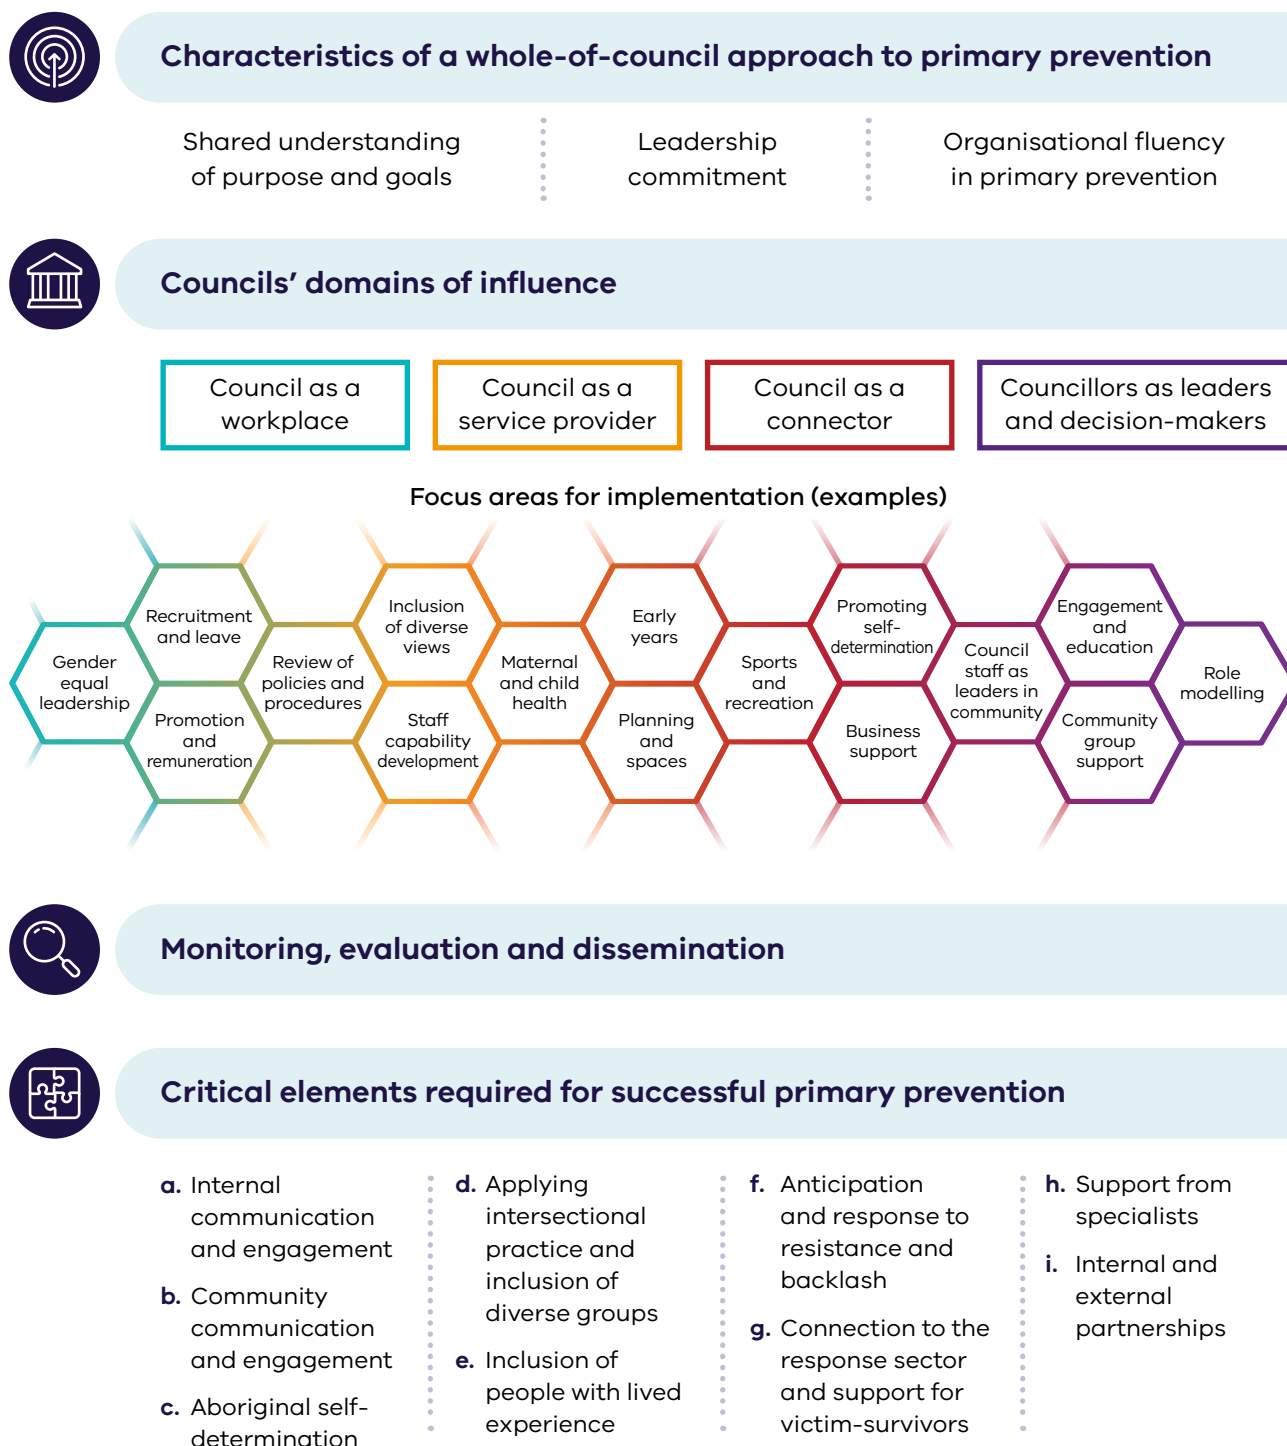 Characteristics of a whole-of-council approach to primary prevention
Shared understanding
of purpose and goals
Leadership
commitment
Organisational fluency
in primary prevention
Councils’ domains of influence
Council as a
workplace
Council as a
service provider
Council as a
connector
Councillors as leaders
and decision-makers
Focus areas for implementation (examples)
Gender
equal
leadership
Recruitment
and leave
Promotion
and
remuneration
Review of
policies and
procedures
Inclusion
of diverse
views
Staff
capability
development
Maternal
and child
health
Early
years
Planning
and
spaces
Sports
and
recreation
Promoting
self-
determination
Business
support
Council
staff as
leaders in
community
Engagement
and
education
Community
group
support
Role
modelling
Monitoring, evaluation and dissemination
Critical elements required for successful primary prevention
a. Internal
communication
and engagement
b. Community
communication
and engagement
c. Aboriginal self-
determination
d. Applying
intersectional
practice and
inclusion of
diverse groups
e. Inclusion of
people with lived
experience
f. Anticipation
and response to
resistance and
backlash
g. Connection to the
response sector
and support for
victim-survivors
h. Support from
specialists
i. Internal and
external
partnerships